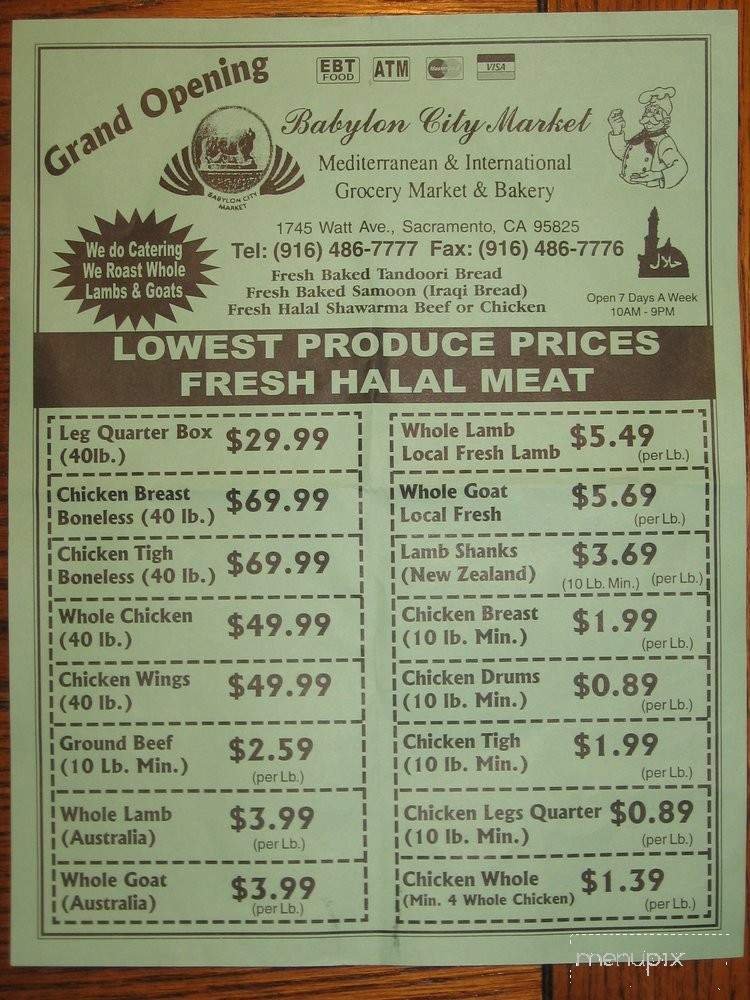 Grand Opening
EBT
FOOD
ATM
MasterCard
VISA
BABYLON CITY
MARKET
Babylon City Market
Mediterranean & International
Grocery Market & Bakery
1745 Watt Ave., Sacramento, CA 95825
Tel: (916) 486-7777 Fax: (916) 486-7776
We do Catering
We Roast Whole
Lambs & Goats
Fresh Baked Tandoori Bread
Fresh Baked Samoon (Iraqi Bread)
Fresh Halal Shawarma Beef or Chicken
حلال
Open 7 Days A Week
10AM - 9PM
LOWEST PRODUCE PRICES
FRESH HALAL MEAT
Leg Quarter Box $29.99
(40lb.)
Chicken Breast $69.99
Boneless (40 lb.)
Chicken Tigh $69.99
Boneless (40 lb.)
Whole Chicken $49.99
(40 lb.)
Chicken Wings $49.99
(40 lb.)
Ground Beef $2.59
(10 Lb. Min.) (per Lb.)
Whole Lamb $3.99
(Australia) (per Lb.)
Whole Goat $3.99
(Australia) (per Lb.)
Whole Lamb $5.49
Local Fresh Lamb (per Lb.)
Whole Goat $5.69
Local Fresh (per Lb.)
Lamb Shanks $3.69
(New Zealand) (10 Lb. Min.) (per Lb.)
Chicken Breast $1.99
(10 lb. Min.) (per Lb.)
Chicken Drums $0.89
(10 lb. Min.) (per Lb.)
Chicken Tigh $1.99
(10 lb. Min.) (per Lb.)
Chicken Legs Quarter $0.89
(10 lb. Min.) (per Lb.)
Chicken Whole $1.39
(Min. 4 Whole Chicken) (per Lb.)
menupix